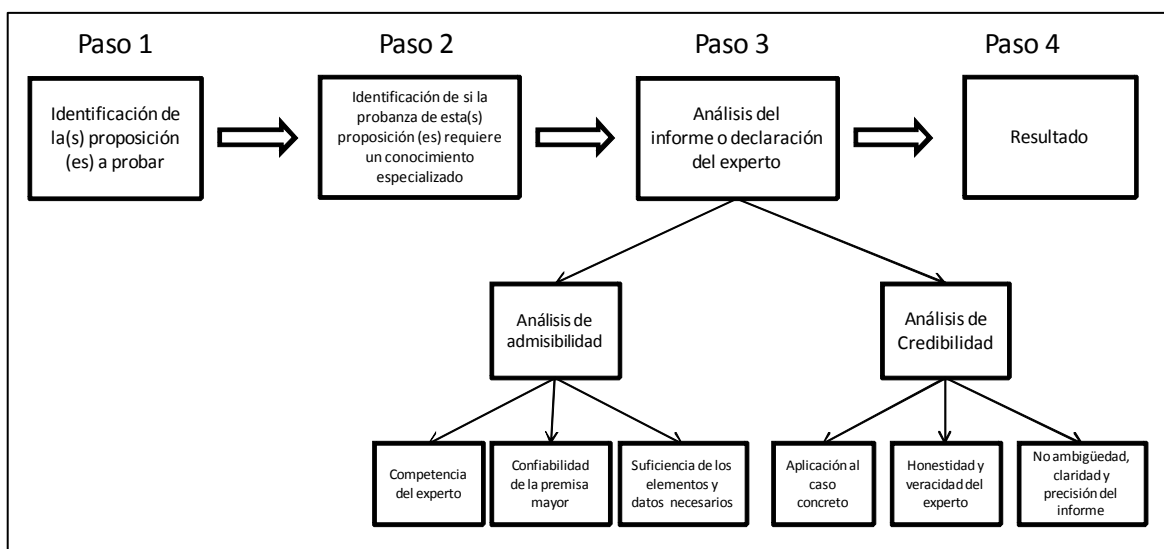 Paso 1
Paso 2
Paso 3
Paso 4
Identificación de
la(s) proposición
(es) a probar
Identificación de si la
probanza de esta(s)
proposición (es) requiere
un conocimiento
especializado
Análisis del
informe o declaración
del experto
Resultado
Análisis de
admisibilidad
Análisis de
Credibilidad
Competencia
del experto
Confiabilidad
de la premisa
mayor
Suficiencia de los
elementos y
datos necesarios
Aplicación al
caso
concreto
Honestidad y
veracidad del
experto
No ambigüedad,
claridad y
precisión del
informe